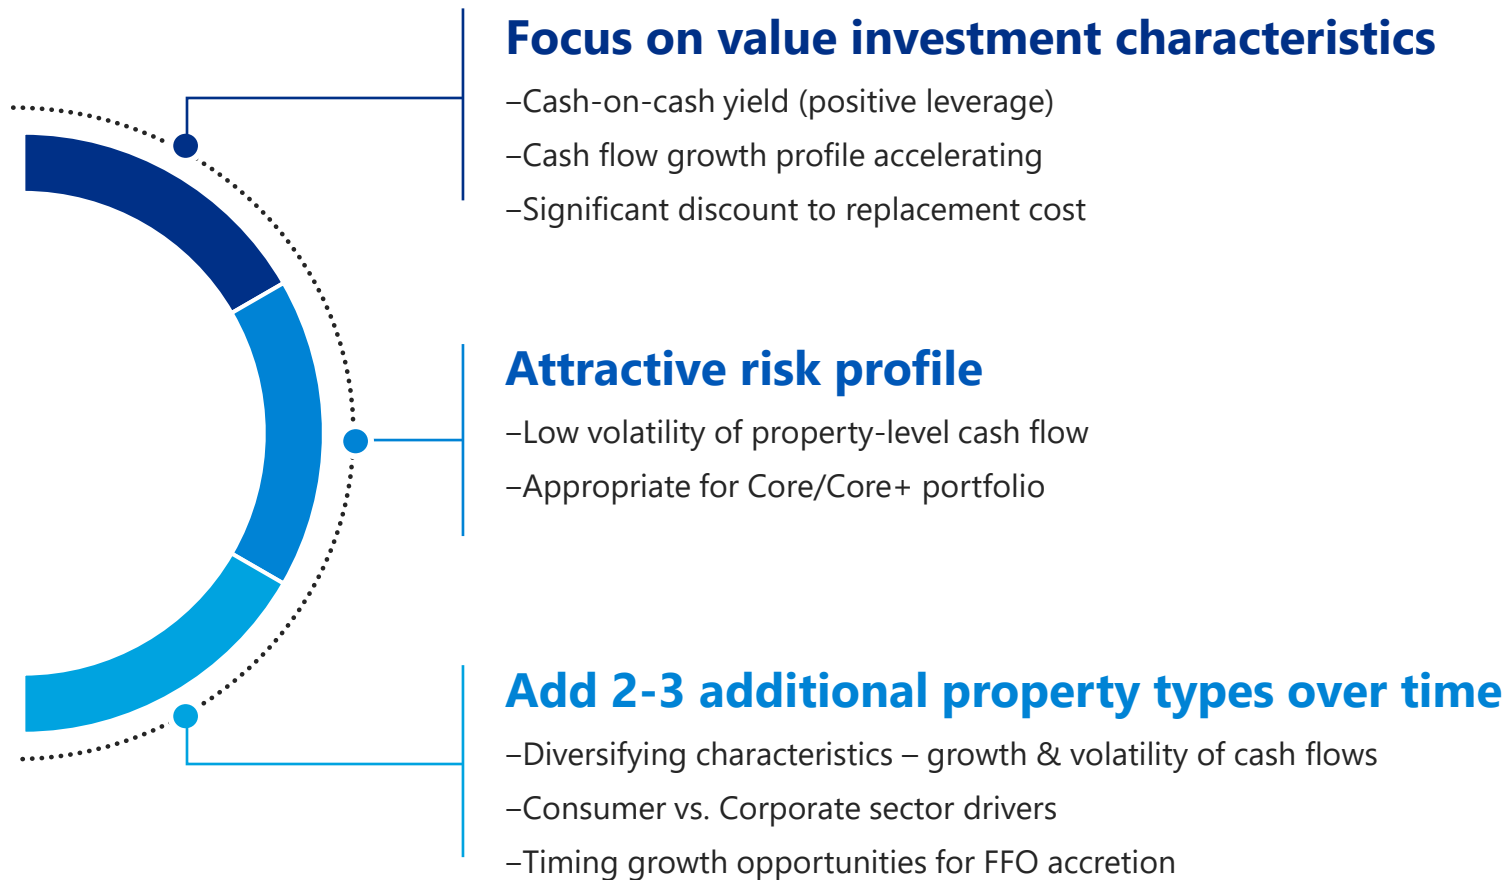 Focus on value investment characteristics
–Cash-on-cash yield (positive leverage)
–Cash flow growth profile accelerating
–Significant discount to replacement cost
Attractive risk profile
–Low volatility of property-level cash flow
–Appropriate for Core/Core+ portfolio
Add 2-3 additional property types over time
–Diversifying characteristics – growth & volatility of cash flows
–Consumer vs. Corporate sector drivers
–Timing growth opportunities for FFO accretion